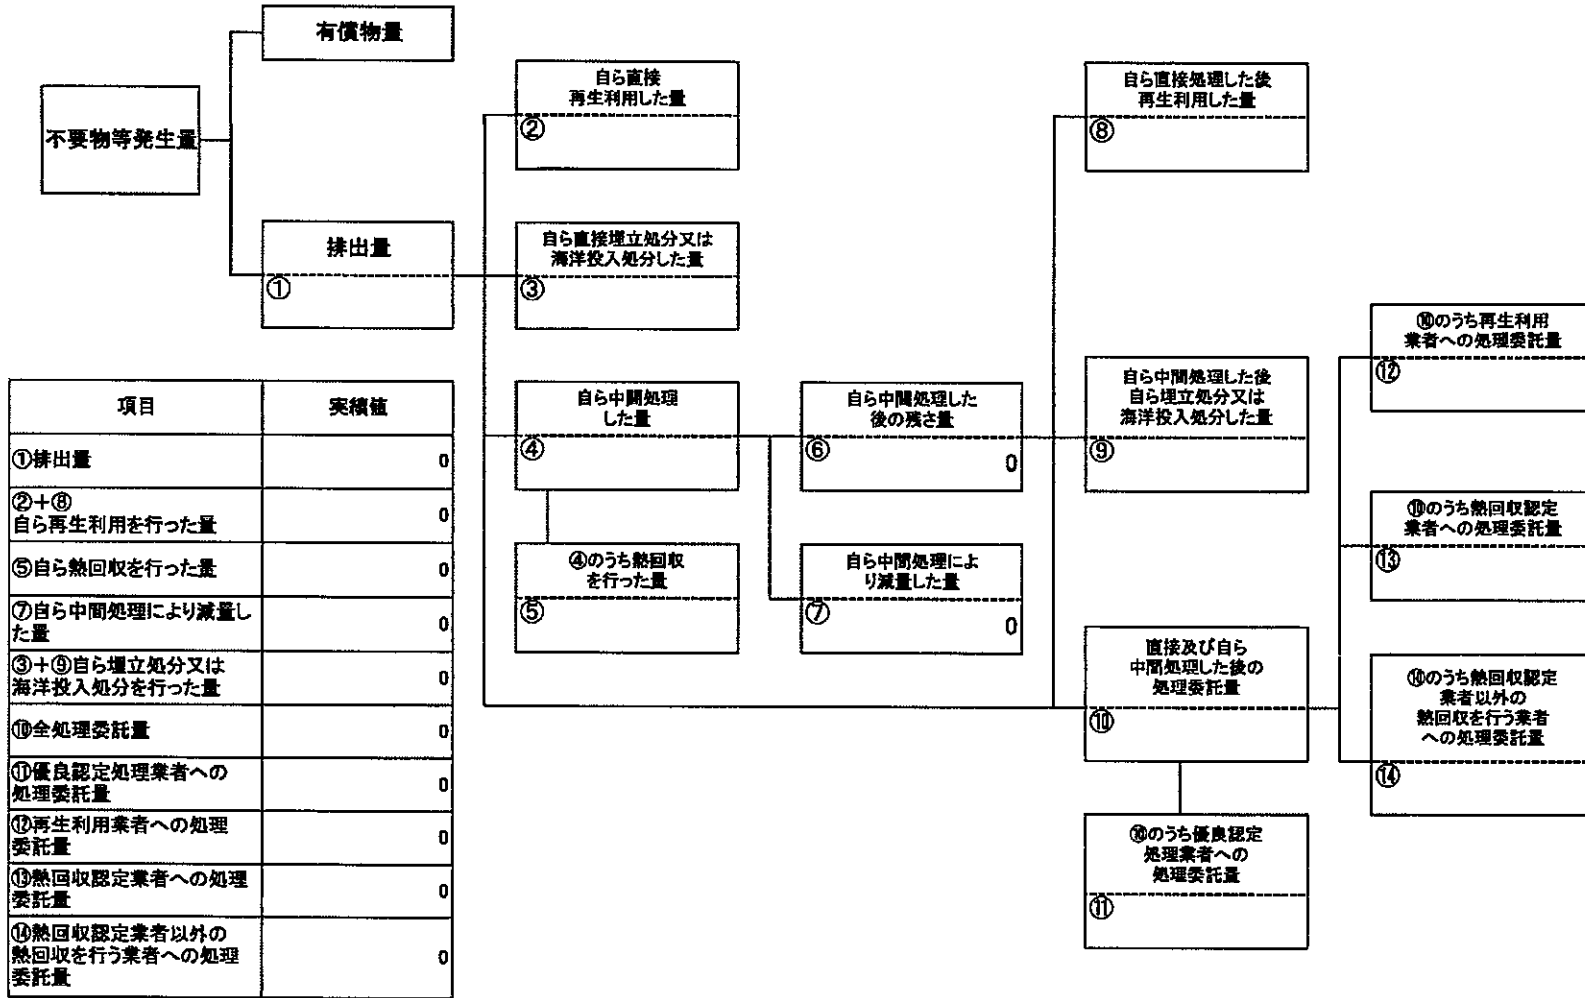 有償物量
不要物等発生量
排出量
①
自ら直接
再生利用した量
②
自ら直接埋立処分又は
海洋投入処分した量
③
自ら中間処理
した量
④
④のうち熱回収
を行った量
⑤
自ら中間処理した
後の残さ量
⑥
0
自ら中間処理によ
り減量した量
⑦
0
自ら直接処理した後
再生利用した量
⑧
自ら中間処理した後
自ら埋立処分又は
海洋投入処分した量
⑨
直接及び自ら
中間処理した後の
処理委託量
⑩
⑩のうち優良認定
処理業者への
処理委託量
⑪
⑩のうち再生利用
業者への処理委託量
⑫
⑩のうち熱回収認定
業者への処理委託量
⑬
⑩のうち熱回収認定
業者以外の
熱回収を行う業者
への処理委託量
⑭
項目 実績値
①排出量 0
②+⑧
自ら再生利用を行った量 0
⑤自ら熱回収を行った量 0
⑦自ら中間処理により減量し
た量 0
③+⑨自ら埋立処分又は
海洋投入処分を行った量 0
⑩全処理委託量 0
⑪優良認定処理業者への
処理委託量 0
⑫再生利用業者への処理
委託量 0
⑬熱回収認定業者への処理
委託量 0
⑭熱回収認定業者以外の
熱回収を行う業者への処理
委託量 0